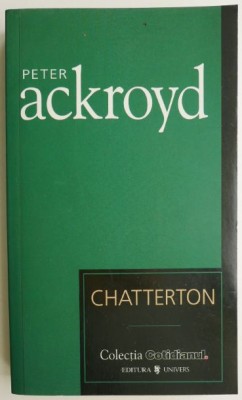 PETER
ackroyd
CHATTERTON
Colecția Cotidianul.
EDITURA UNIVERS